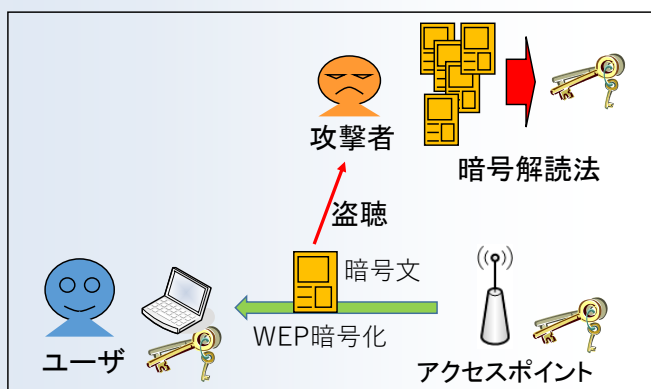 攻撃者
暗号解読法
盗聴
暗号文
WEP暗号化
ユーザ
アクセスポイント